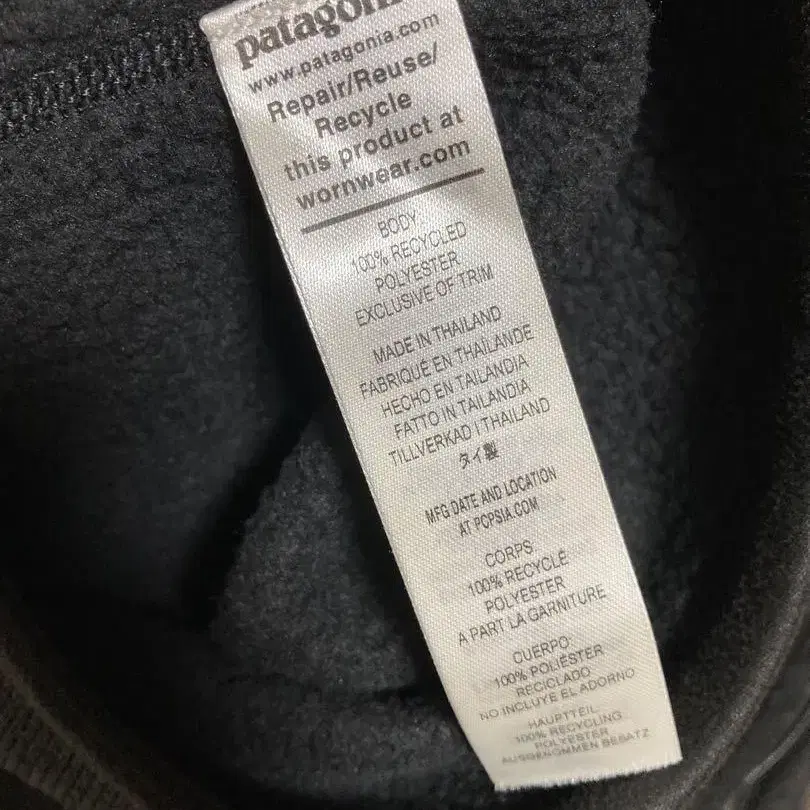 patagonia
www.patagonia.com
Repair/Reuse/
Recycle
this product at
wornwear.com
BODY:
100% RECYCLED
POLYESTER
EXCLUSIVE OF TRIM
MADE IN THAILAND
FABRIQUÉ EN THAÏLANDE
HECHO EN TAILANDIA
FATTO IN TAILANDIA
TILLVERKAD I THAILAND
タイ製
MFG DATE AND LOCATION
AT PCPSIA.COM
CORPS
100% RECYCLÉ
POLYESTER
A PART LA GARNITURE
CUERPO:
100% POLIÉSTER
RECICLADO
NO INCLUYE EL ADORNO
HAUPTTEIL
100% RECYCLING
POLYESTER
AUSGENOMMEN BESATZ